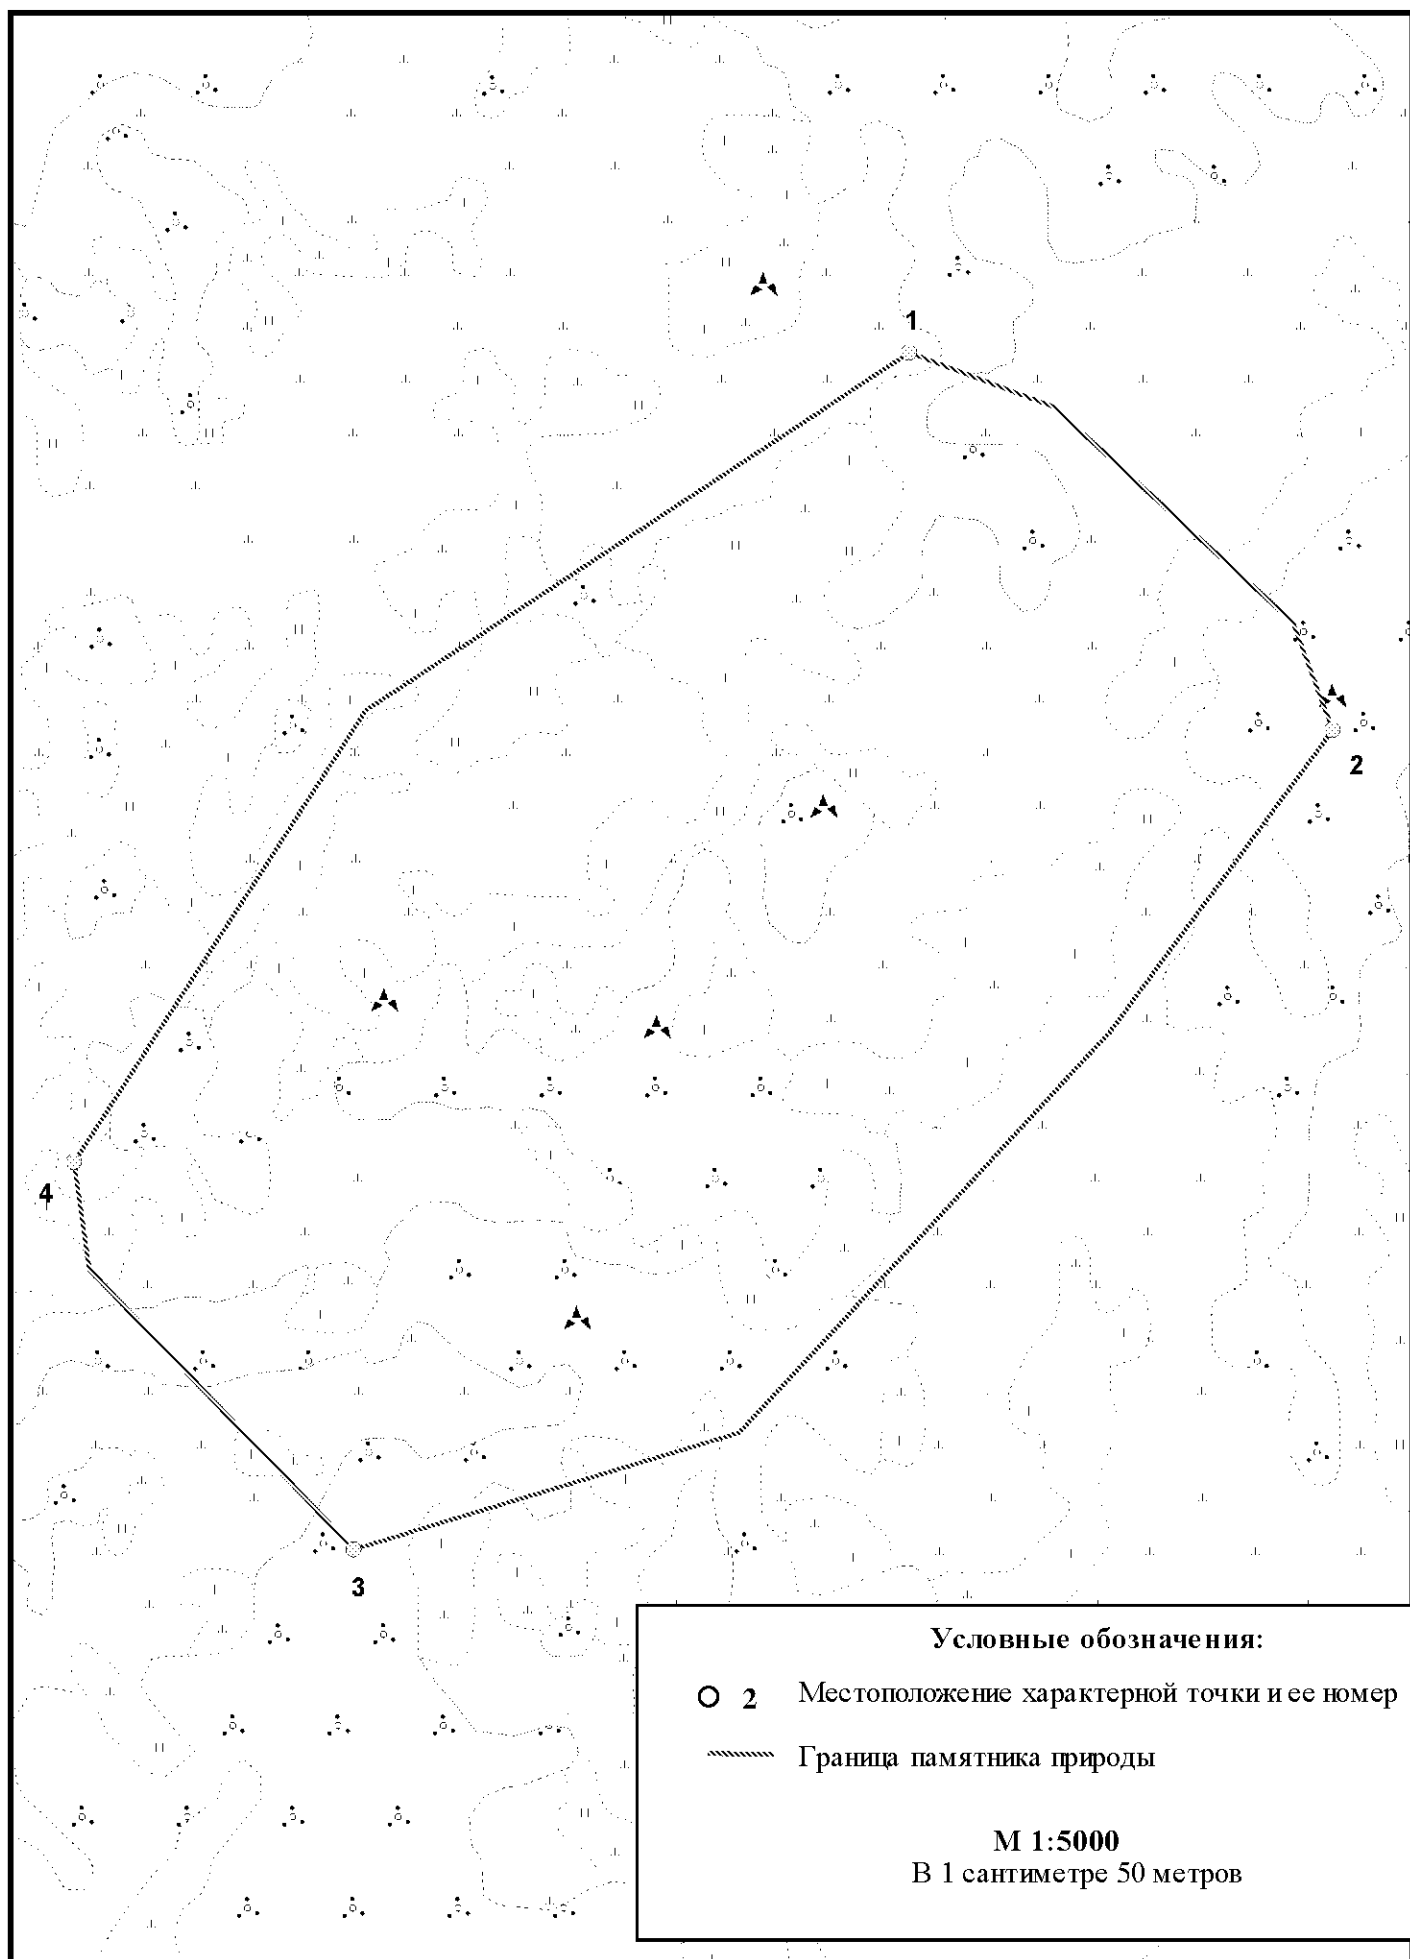 1
2
4
3
Условные обозначения:
2 Местоположение характерной точки и ее номер
Граница памятника природы
М 1:5000
В 1 сантиметре 50 метров